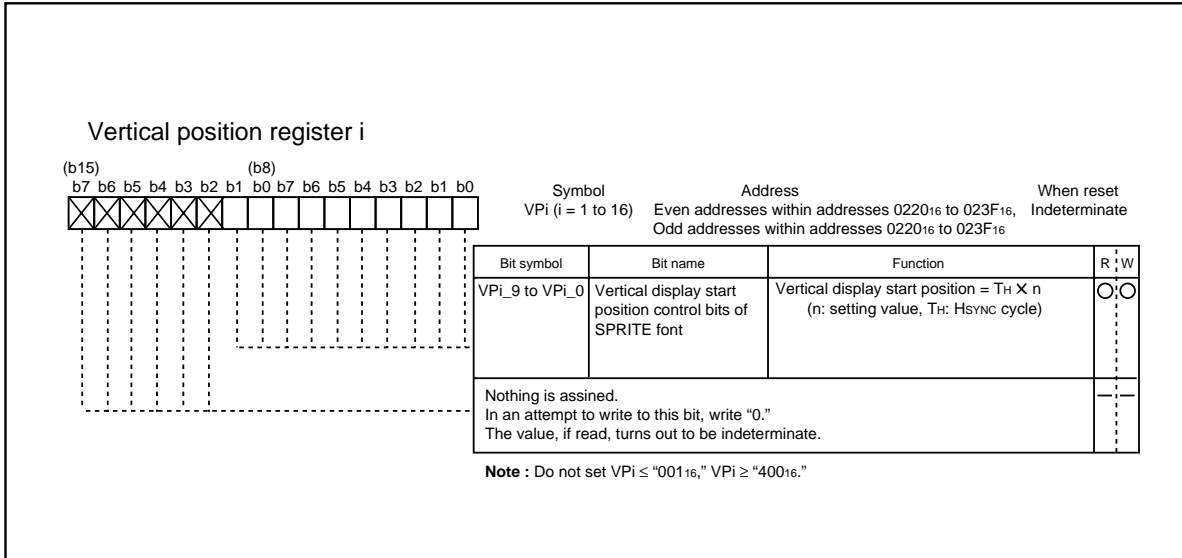 Vertical position register i
(b15) (b8)
b7 b6 b5 b4 b3 b2 b1 b0 b7 b6 b5 b4 b3 b2 b1 b0
Symbol Address When reset
VPi (i = 1 to 16) Even addresses within addresses 022016 to 023F16, Indeterminate
Odd addresses within addresses 022016 to 023F16
Bit symbol Bit name Function R W
VPi_9 to VPi_0 Vertical display start Vertical display start position = TH X n
position control bits of (n: setting value, TH: HSYNC cycle)
SPRITE font
Nothing is assined.
In an attempt to write to this bit, write “0.”
The value, if read, turns out to be indeterminate.
Note : Do not set VPi ≤ “00116,” VPi ≥ “40016.”